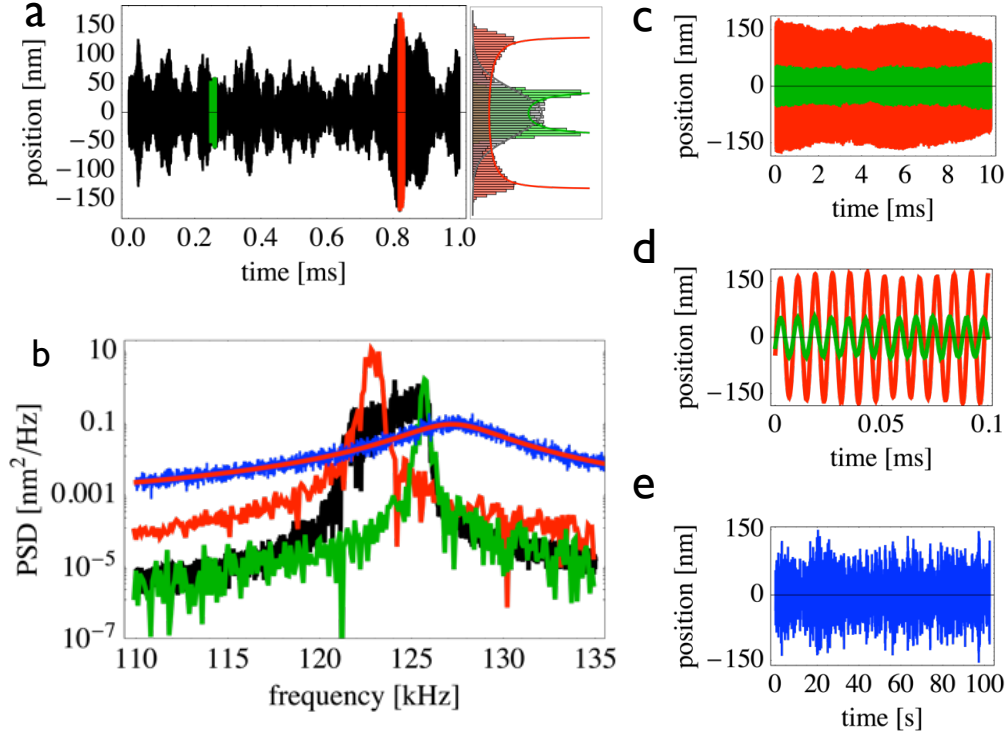 a
position [nm]
150
100
50
0
−50
−100
−150
0.0 0.2 0.4 0.6 0.8 1.0
time [ms]
b
PSD [nm²/Hz]
10
0.1
0.001
10⁻⁵
10⁻⁷
110 115 120 125 130 135
frequency [kHz]
c
position [nm]
150
0
−150
0 2 4 6 8 10
time [ms]
d
position [nm]
150
0
−150
0 0.05 0.1
time [ms]
e
position [nm]
150
0
−150
0 20 40 60 80 100
time [s]